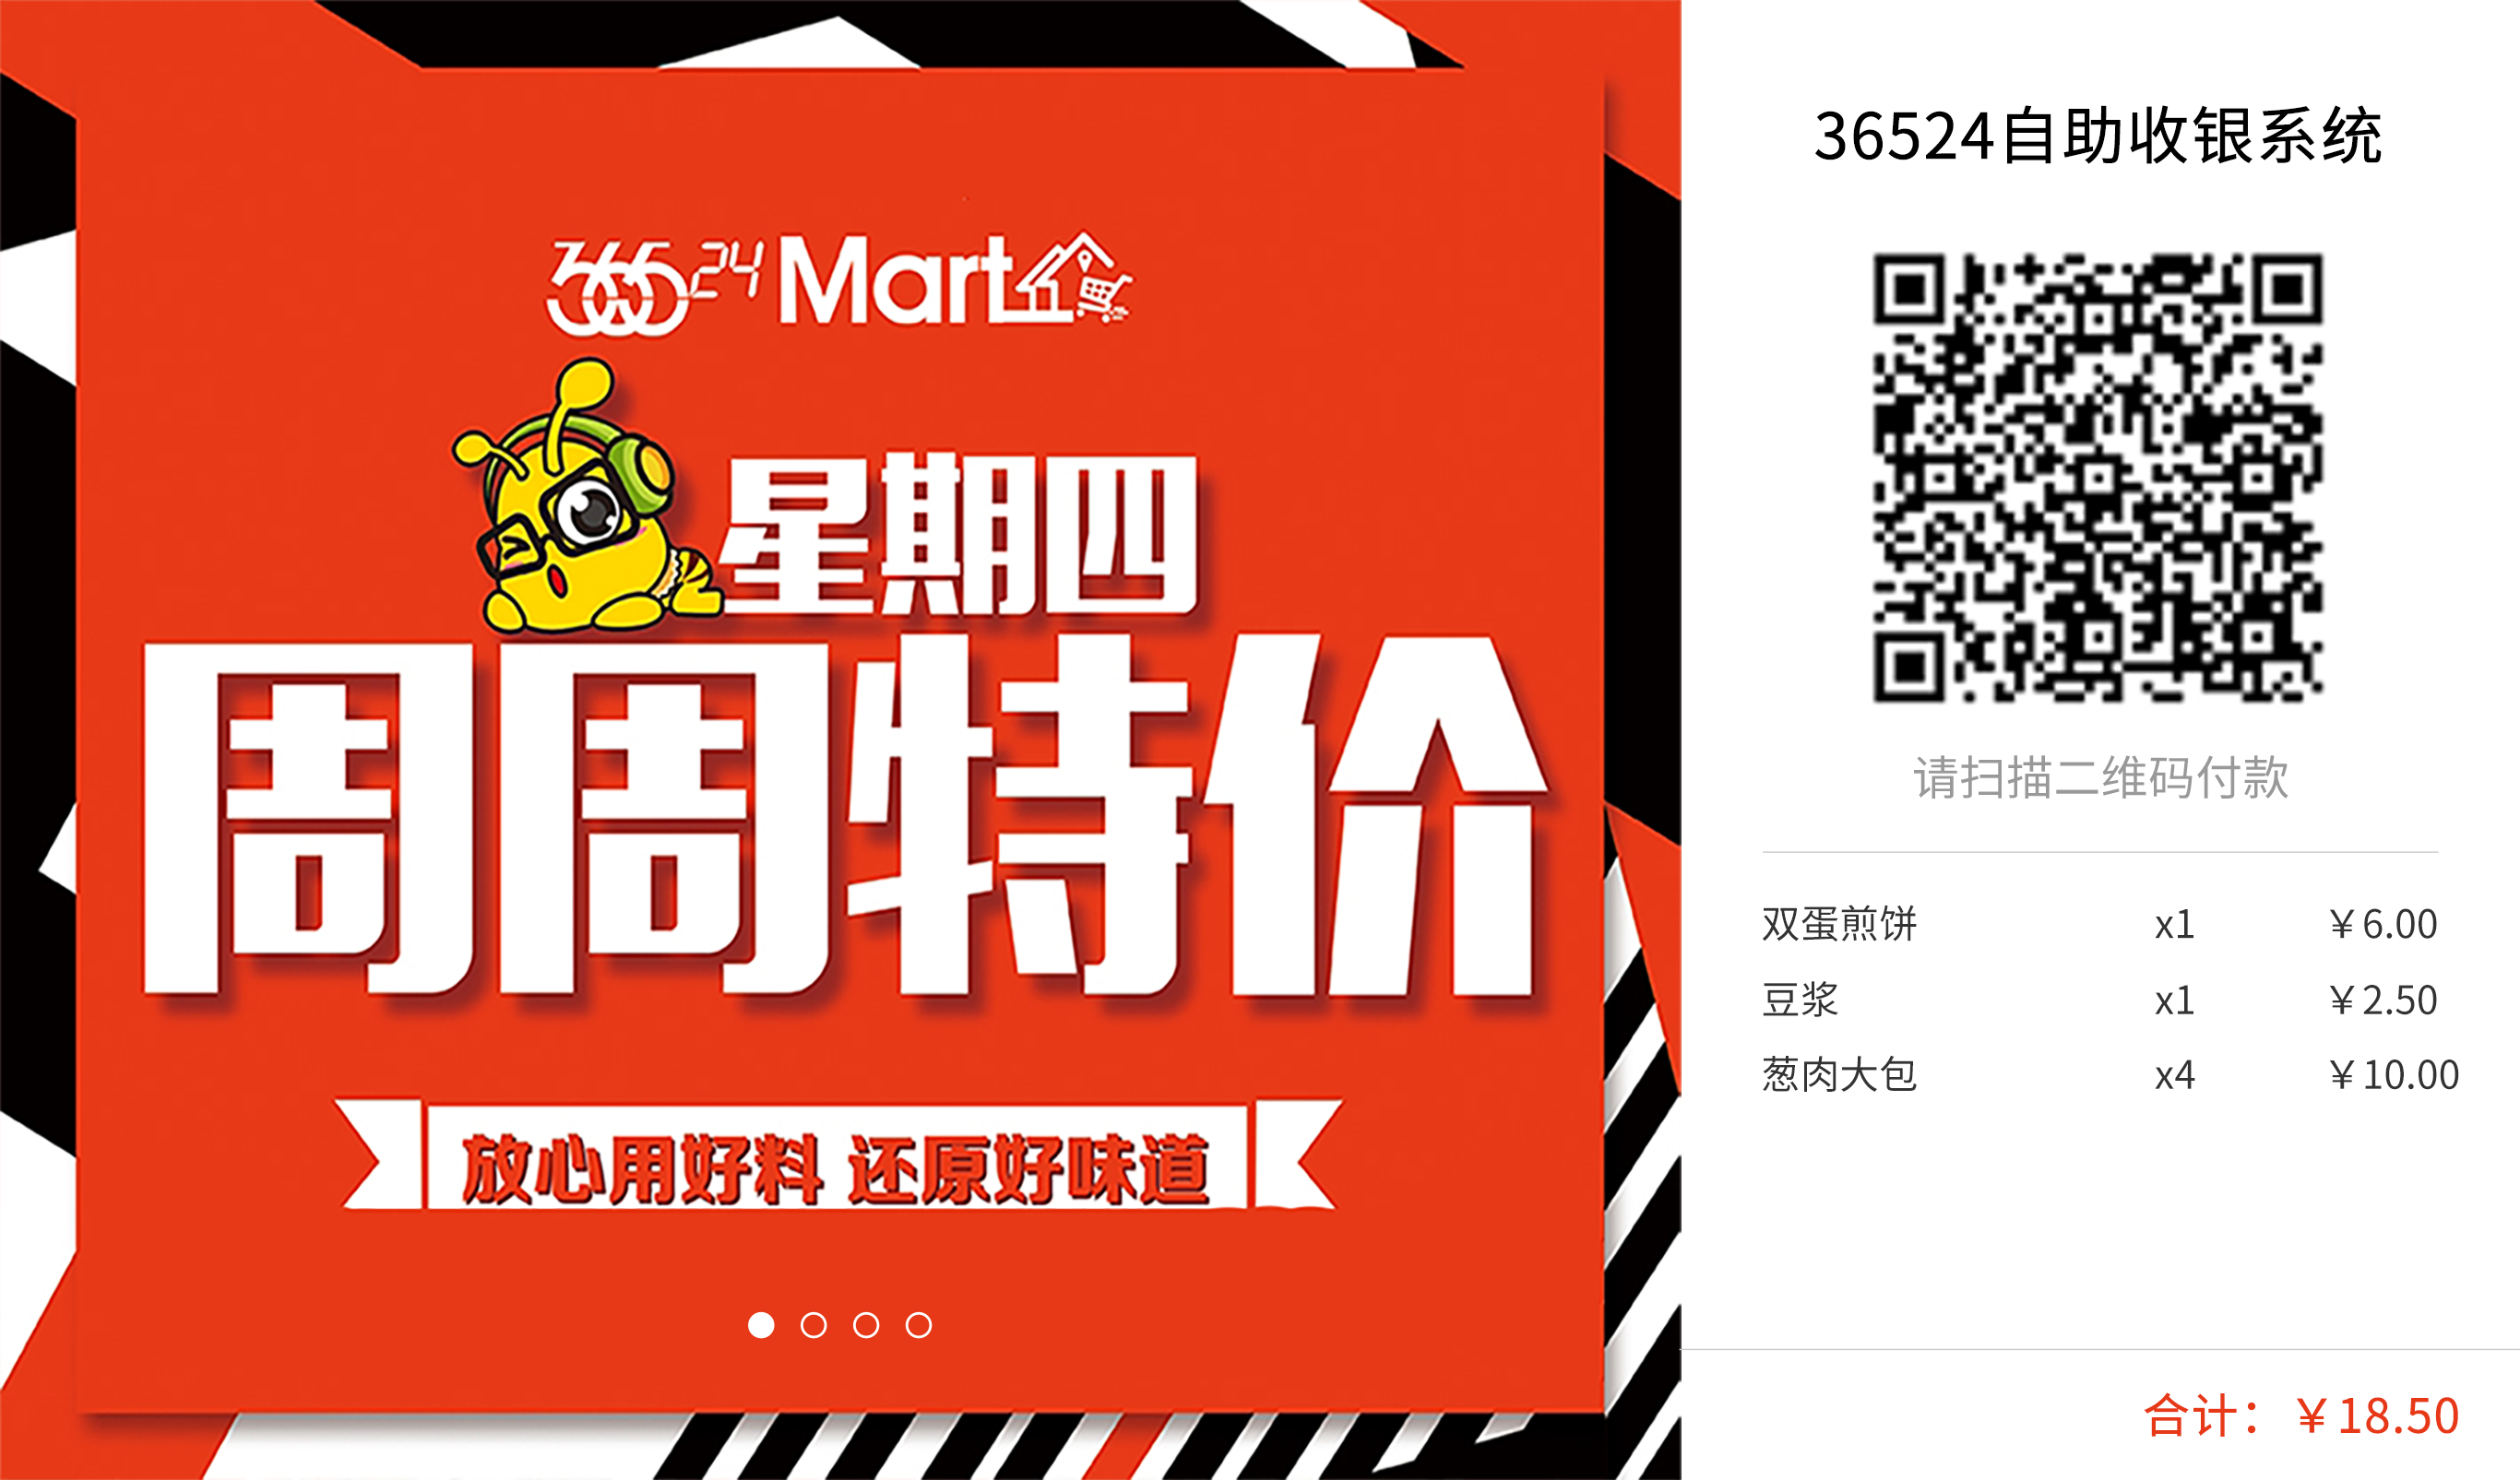 36524 Mart
星期四
周周特价
放心用好料 还原好味道
36524自助收银系统
请扫描二维码付款
双蛋煎饼 x1 ￥6.00
豆浆 x1 ￥2.50
葱肉大包 x4 ￥10.00
合计：￥18.50